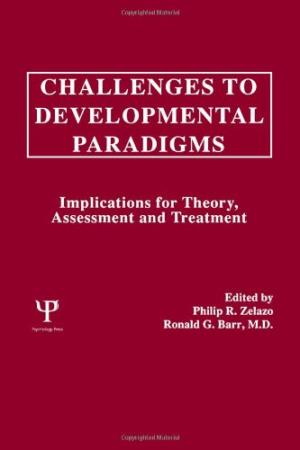 CHALLENGES TO
DEVELOPMENTAL
PARADIGMS
Implications for Theory,
Assessment and Treatment
Edited by
Philip R. Zelazo
Ronald G. Barr, M.D.
Psychology Press